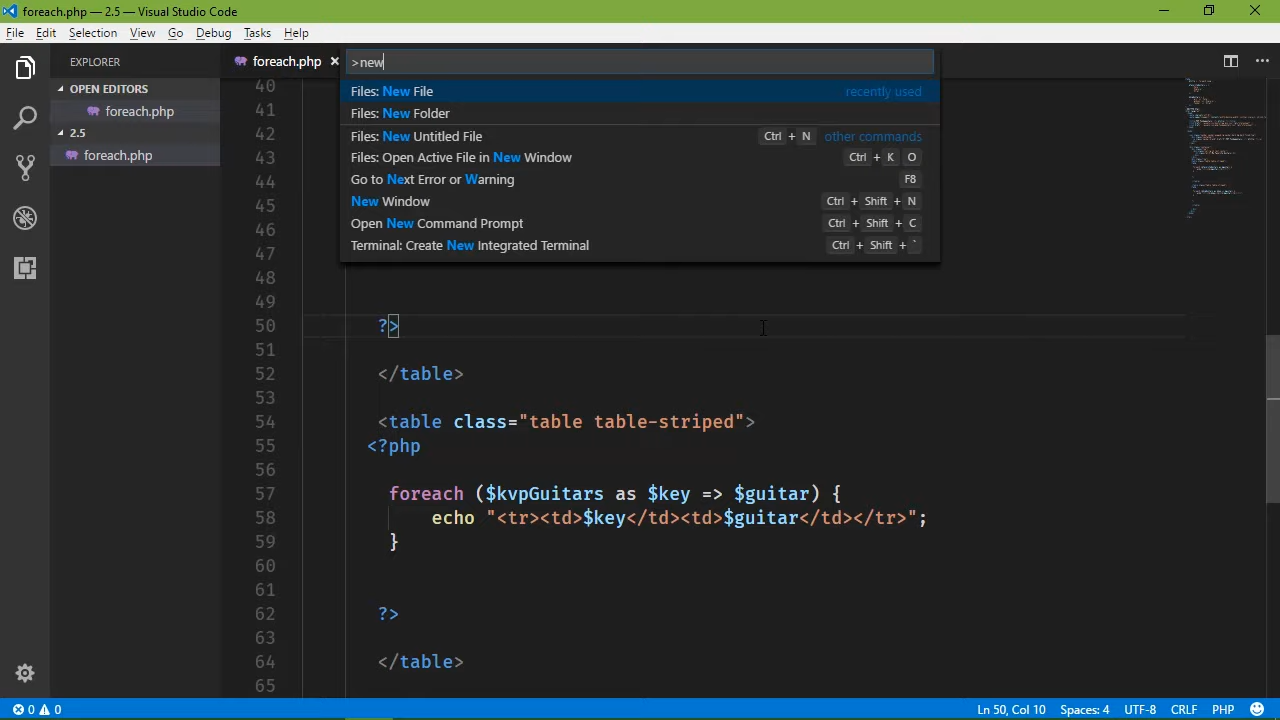 foreach.php — 2.5 — Visual Studio Code
File Edit Selection View Go Debug Tasks Help
EXPLORER
OPEN EDITORS
foreach.php
2.5
foreach.php
foreach.php ×
>new
Files: New File recently used
Files: New Folder
Files: New Untitled File Ctrl + N other commands
Files: Open Active File in New Window Ctrl + K O
Go to Next Error or Warning F8
New Window Ctrl + Shift + N
Open New Command Prompt Ctrl + Shift + C
Terminal: Create New Integrated Terminal Ctrl + Shift + `
40
41
42
43
44
45
46
47
48
49
50 ?>
51
52 </table>
53
54 <table class="table table-striped">
55 <?php
56
57 foreach ($kvpGuitars as $key => $guitar) {
58 echo "<tr><td>$key</td><td>$guitar</td></tr>";
59 }
60
61
62 ?>
63
64 </table>
65
0 0 Ln 50, Col 10 Spaces: 4 UTF-8 CRLF PHP